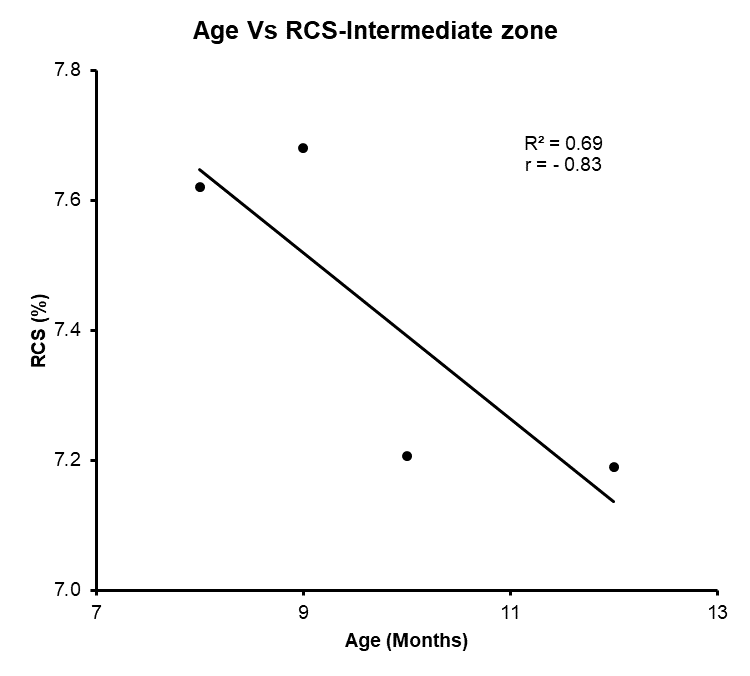 Age Vs RCS-Intermediate zone
7.8
R² = 0.69
r = - 0.83
7.6
RCS (%)
7.4
7.2
7.0
7 9 11 13
Age (Months)